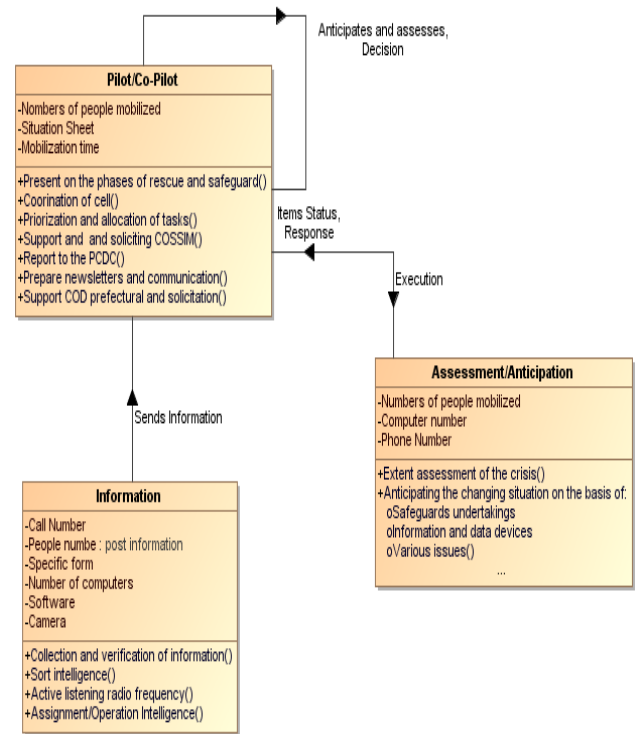 Anticipates and assesses,
Decision
Pilot/Co-Pilot
-Nombers of people mobilized
-Situation Sheet
-Mobilization time
+Present on the phases of rescue and safeguard()
+Coorination of cell()
+Priorization and allocation of tasks()
+Support and and soliciting COSSIM()
+Report to the PCDC()
+Prepare newsletters and communication()
+Support COD prefectural and solicitation()
Items Status,
Response
Execution
Assessment/Anticipation
-Numbers of people mobilized
-Computer number
-Phone Number
+Extent assessment of the crisis()
+Anticipating the changing situation on the basis of:
oSafeguards undertakings
oInformation and data devices
oVarious issues()
...
Sends Information
Information
-Call Number
-People numbe : post information
-Specific form
-Number of computers
-Software
-Camera
+Collection and verification of information()
+Sort intelligence()
+Active listening radio frequency()
+Assignment/Operation Intelligence()